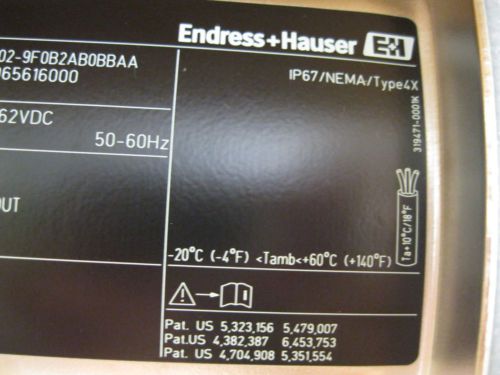 Endress+Hauser E+H
02-9F0B2AB0BBAA
065616000
IP67/NEMA/Type4X
62VDC
50-60Hz
319471-0001K
OUT
Ta+10°C/18°F
-20°C (-4°F) <Tamb<+60°C (+140°F)
Pat. US 5,323,156 5,479,007
Pat.US 4,382,387 6,453,753
Pat. US 4,704,908 5,351,554